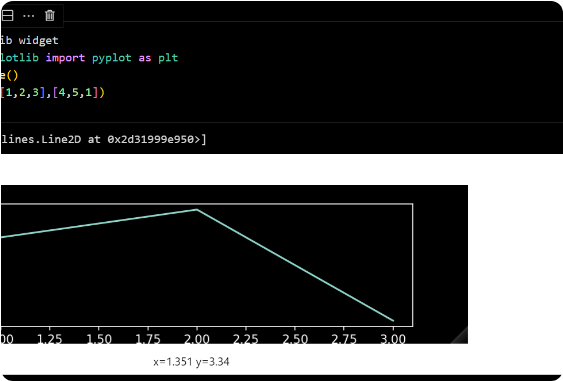 ib widget
lotlib import pyplot as plt
e()
[1,2,3],[4,5,1])
lines.Line2D at 0x2d31999e950>]
00 1.25 1.50 1.75 2.00 2.25 2.50 2.75 3.00
x=1.351 y=3.34